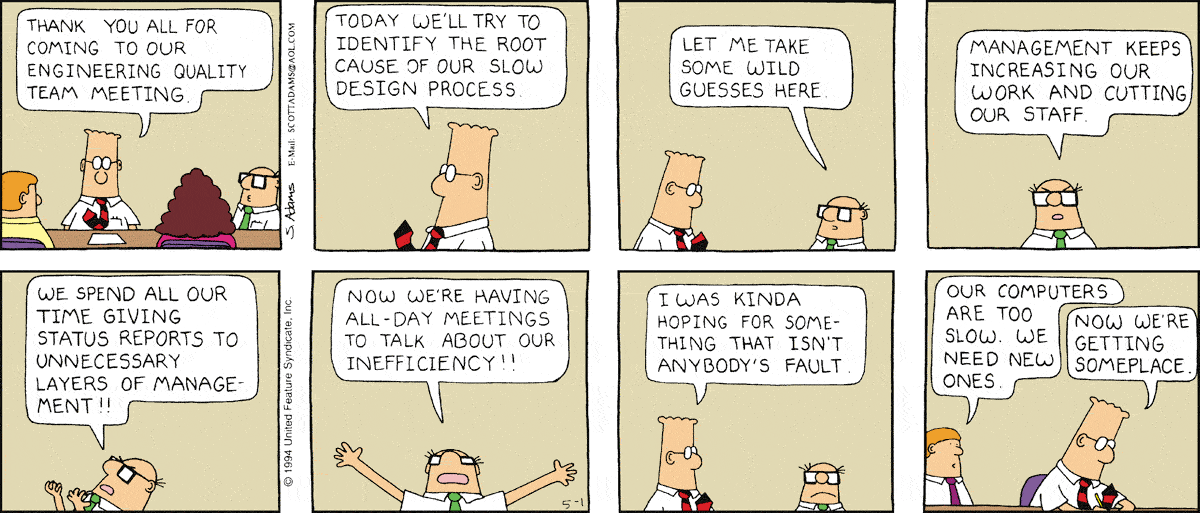 THANK YOU ALL FOR
COMING TO OUR
ENGINEERING QUALITY
TEAM MEETING.
S. Adams E-Mail: SCOTTADAMS@AOL.COM
TODAY WE'LL TRY TO
IDENTIFY THE ROOT
CAUSE OF OUR SLOW
DESIGN PROCESS.
LET ME TAKE
SOME WILD
GUESSES HERE.
MANAGEMENT KEEPS
INCREASING OUR
WORK AND CUTTING
OUR STAFF.
WE SPEND ALL OUR
TIME GIVING
STATUS REPORTS TO
UNNECESSARY
LAYERS OF MANAGE-
MENT!!
© 1994 United Feature Syndicate, Inc.
NOW WE'RE HAVING
ALL-DAY MEETINGS
TO TALK ABOUT OUR
INEFFICIENCY!!
5-1
I WAS KINDA
HOPING FOR SOME-
THING THAT ISN'T
ANYBODY'S FAULT.
OUR COMPUTERS
ARE TOO
SLOW. WE
NEED NEW
ONES.
NOW WE'RE
GETTING
SOMEPLACE.